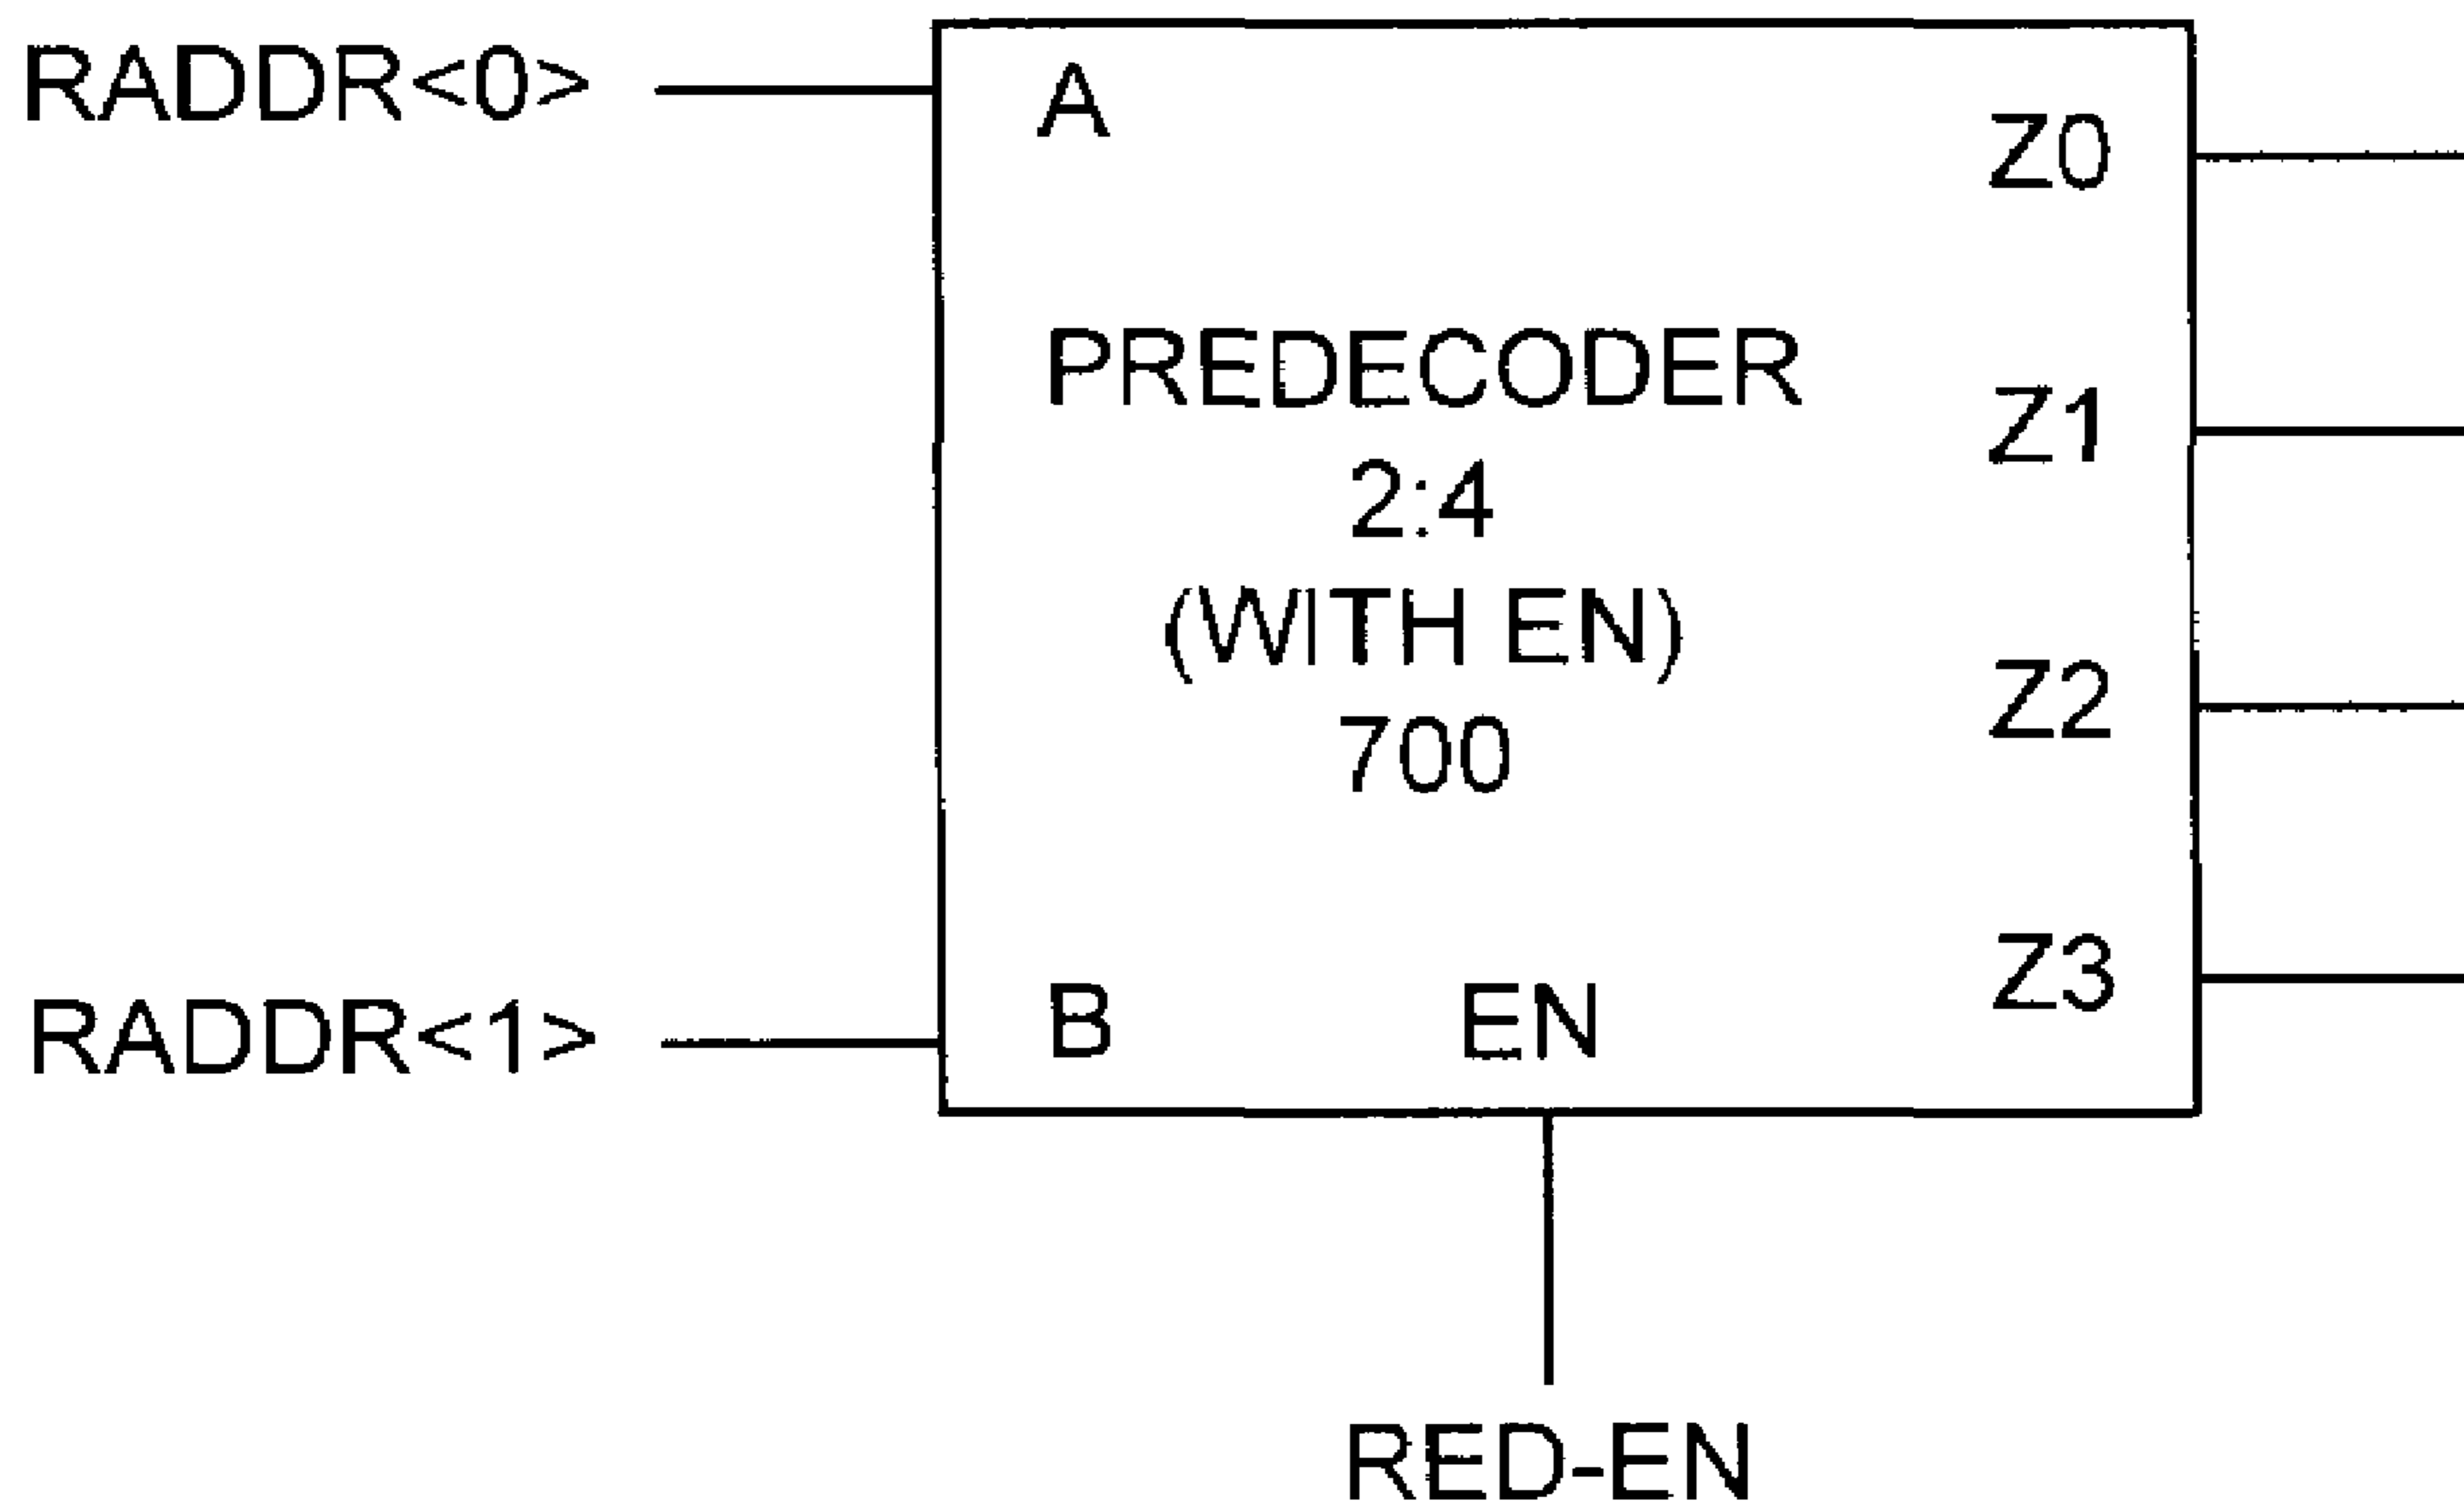 RADDR<0>
A
Z0
PREDECODER
Z1
2:4
(WITH EN)
Z2
700
Z3
RADDR<1>
B
EN
RED-EN